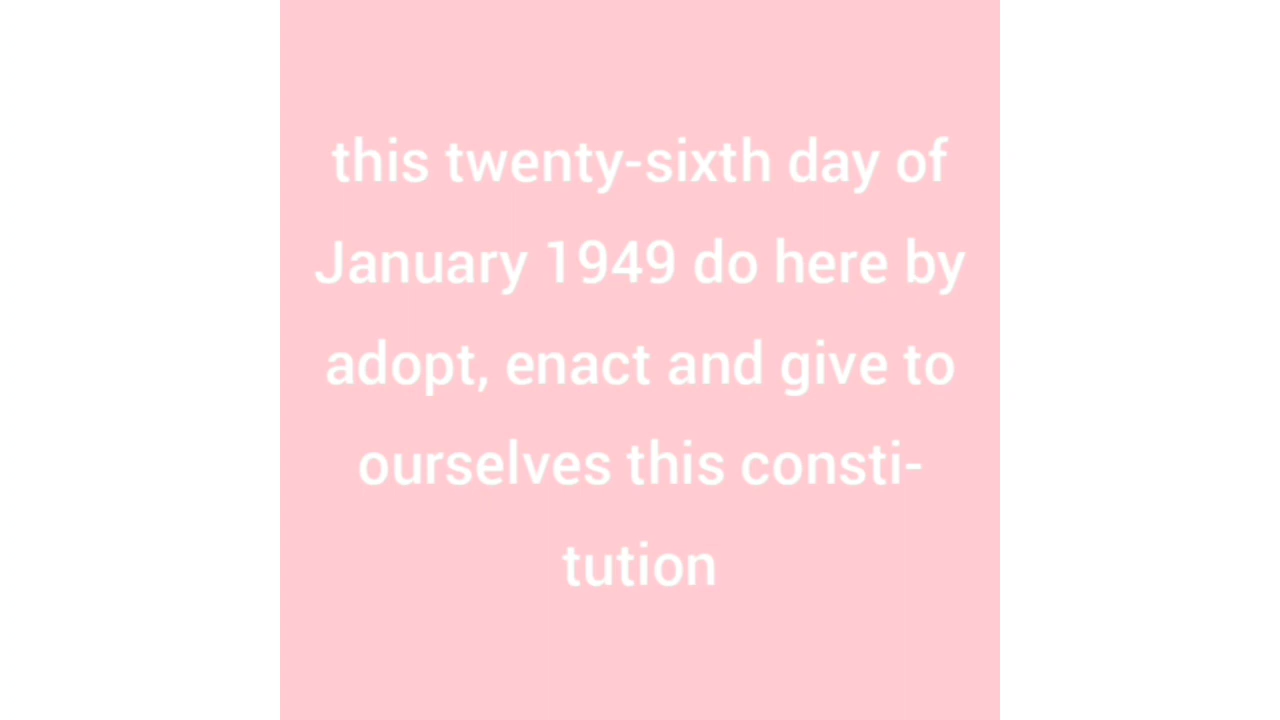 this twenty-sixth day of
January 1949 do here by
adopt, enact and give to
ourselves this consti-
tution